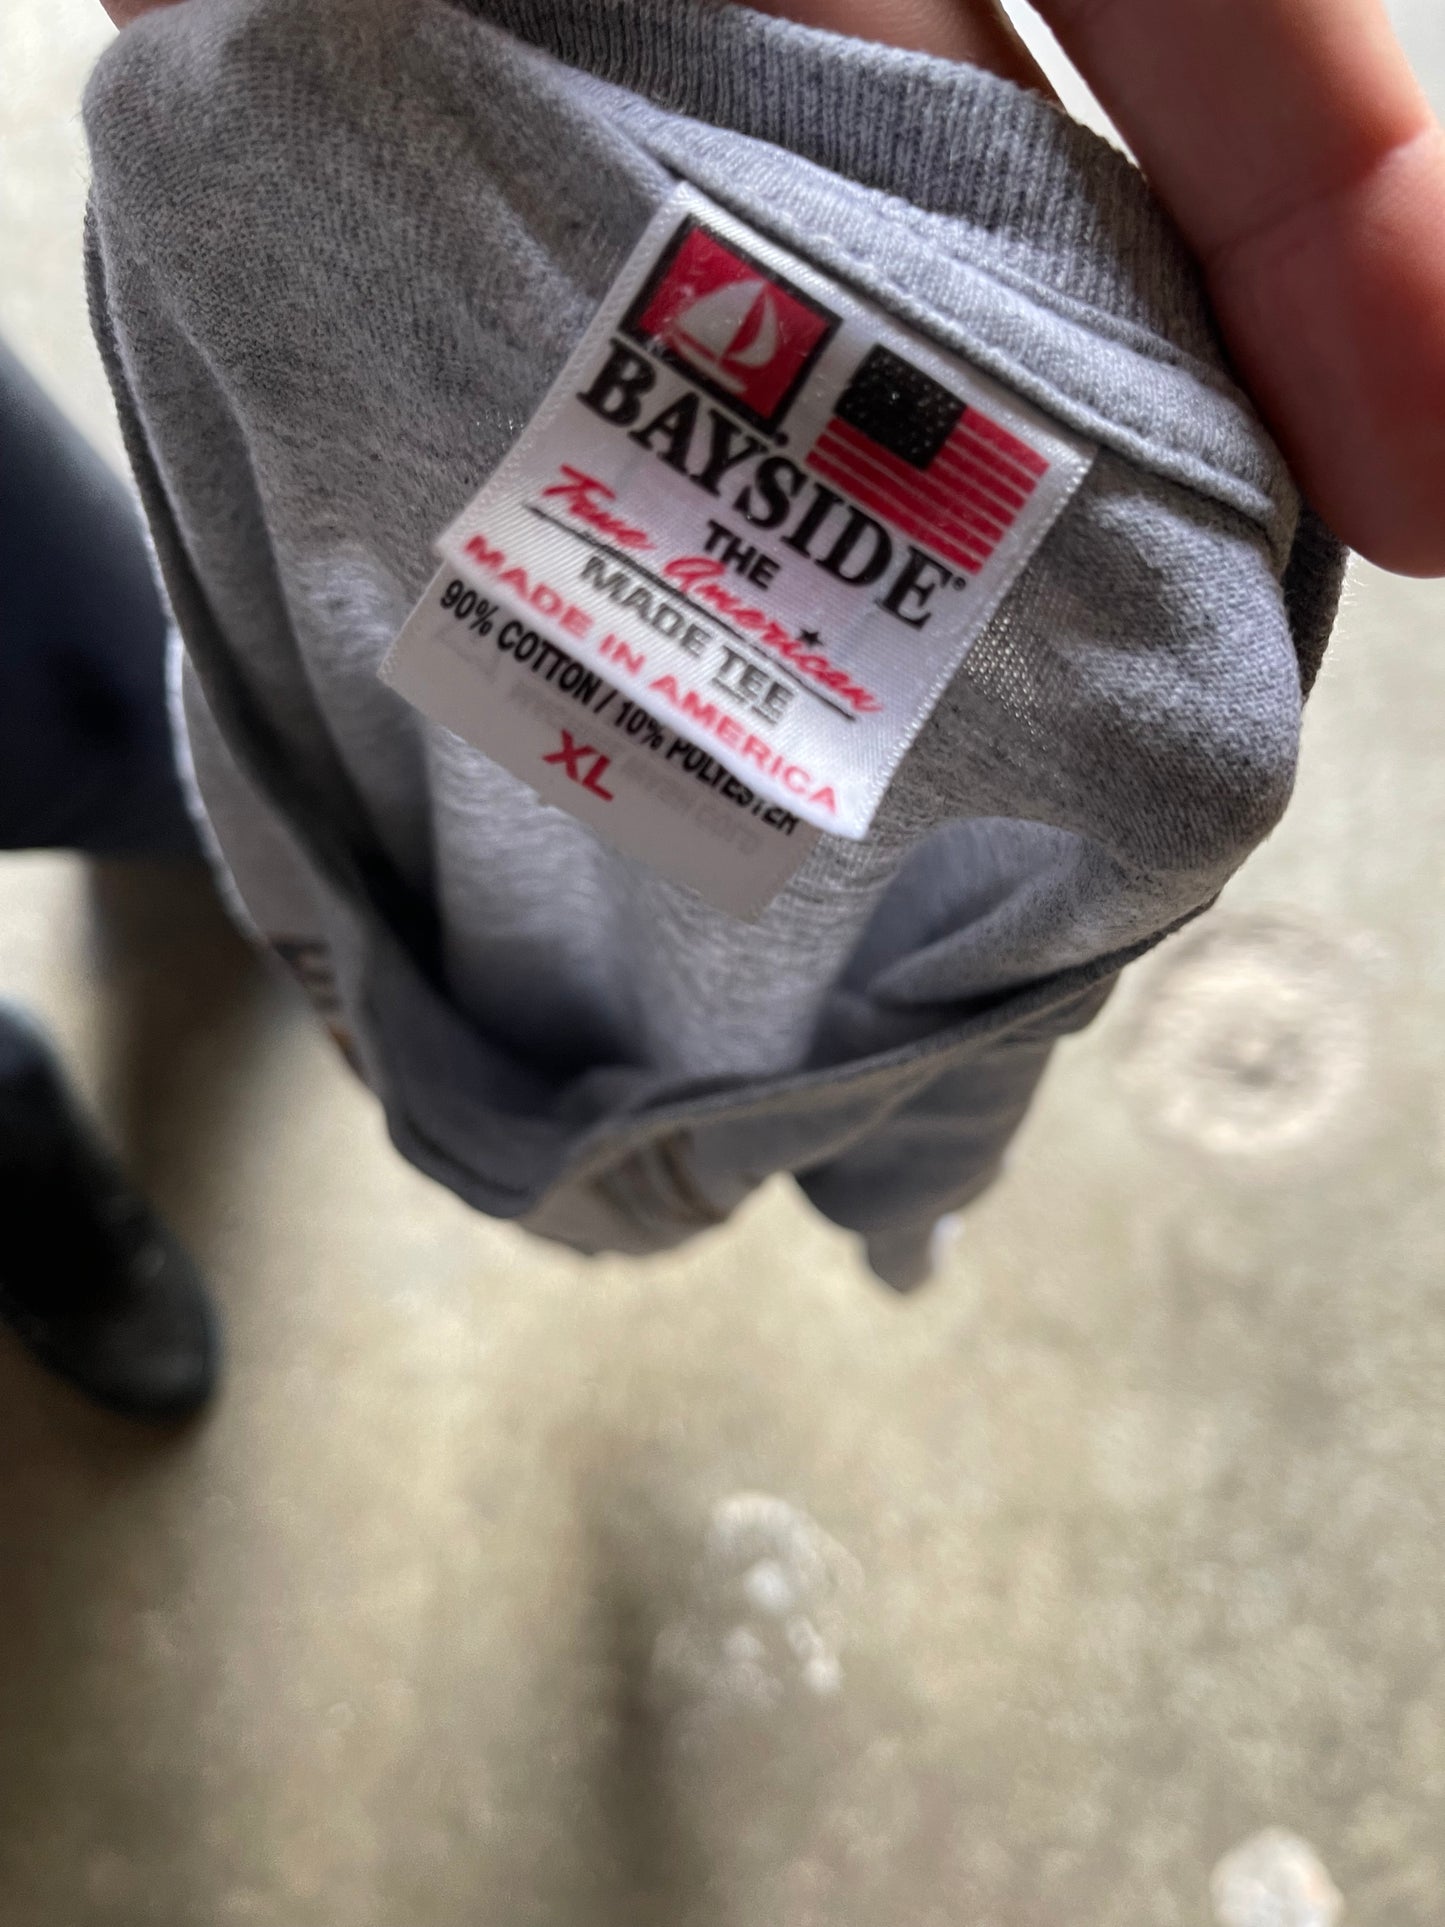 BAYSIDE®
THE
True American
MADE TEE
MADE IN AMERICA
90% COTTON / 10% POLYESTER
XL